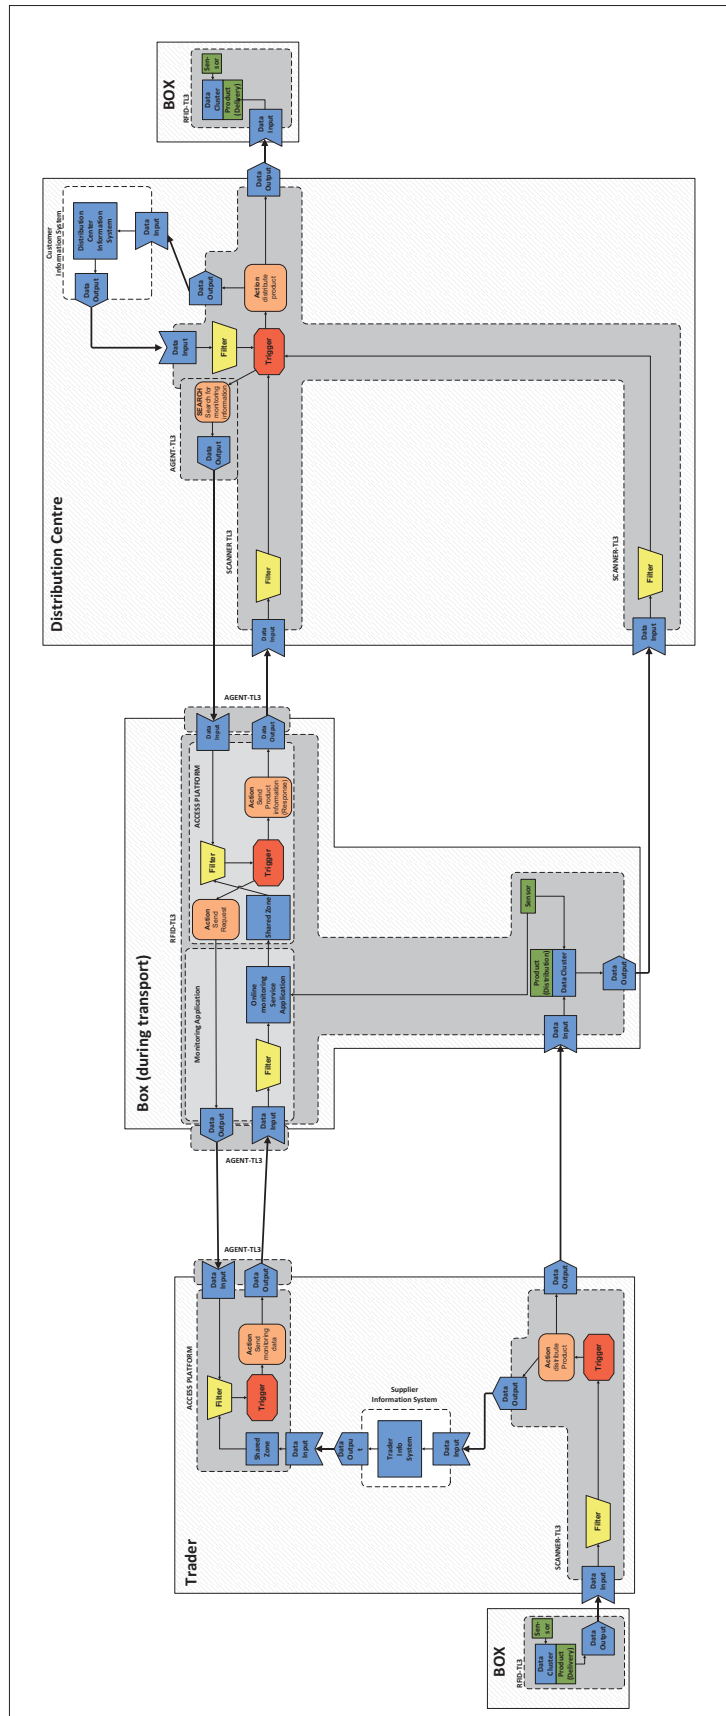 BOX
RFID-TL3
Sen-
sor
Data
Cluster
Product
(Delivery)
Data
Output
Trader
SCANNER-TL3
Data
Input
Filter
Trigger
Action
distribute
Product
Data
Output
Data
Output
Supplier
Information System
Data
Input
Trader
Info
System
Data
Outpu
t
ACCESS PLATFORM
Data
Input
Shared
Zone
Filter
Trigger
Action
Send
monitoring
data
AGENT-TL3
Data
Input
Data
Output
Box (during transport)
AGENT-TL3
Data
Output
Data
Input
RFID-TL3
Monitoring Application
Filter
Online
monitoring
Service
Application
ACCESS PLATFORM
Action
Send
Request
Shared Zone
Filter
Trigger
Action
Send
Product
information
(Response)
AGENT-TL3
Data
Input
Data
Output
Data
Input
Product
(Distribution)
Data Cluster
Sensor
Data
Output
Distribution Centre
SCANNER TL3
Data
Input
Filter
AGENT-TL3
Data
Output
SEARCH
Search for
monitoring
information
Trigger
Data
Input
Filter
Action
distribute
product
Data
Output
Data
Output
Customer
Information System
Data
Output
Distribution
Center
Information
System
Data
Input
SCANNER-TL3
Data
Input
Filter
BOX
RFID-TL3
Data
Input
Data
Cluster
Product
(Delivery)
Sen-
sor